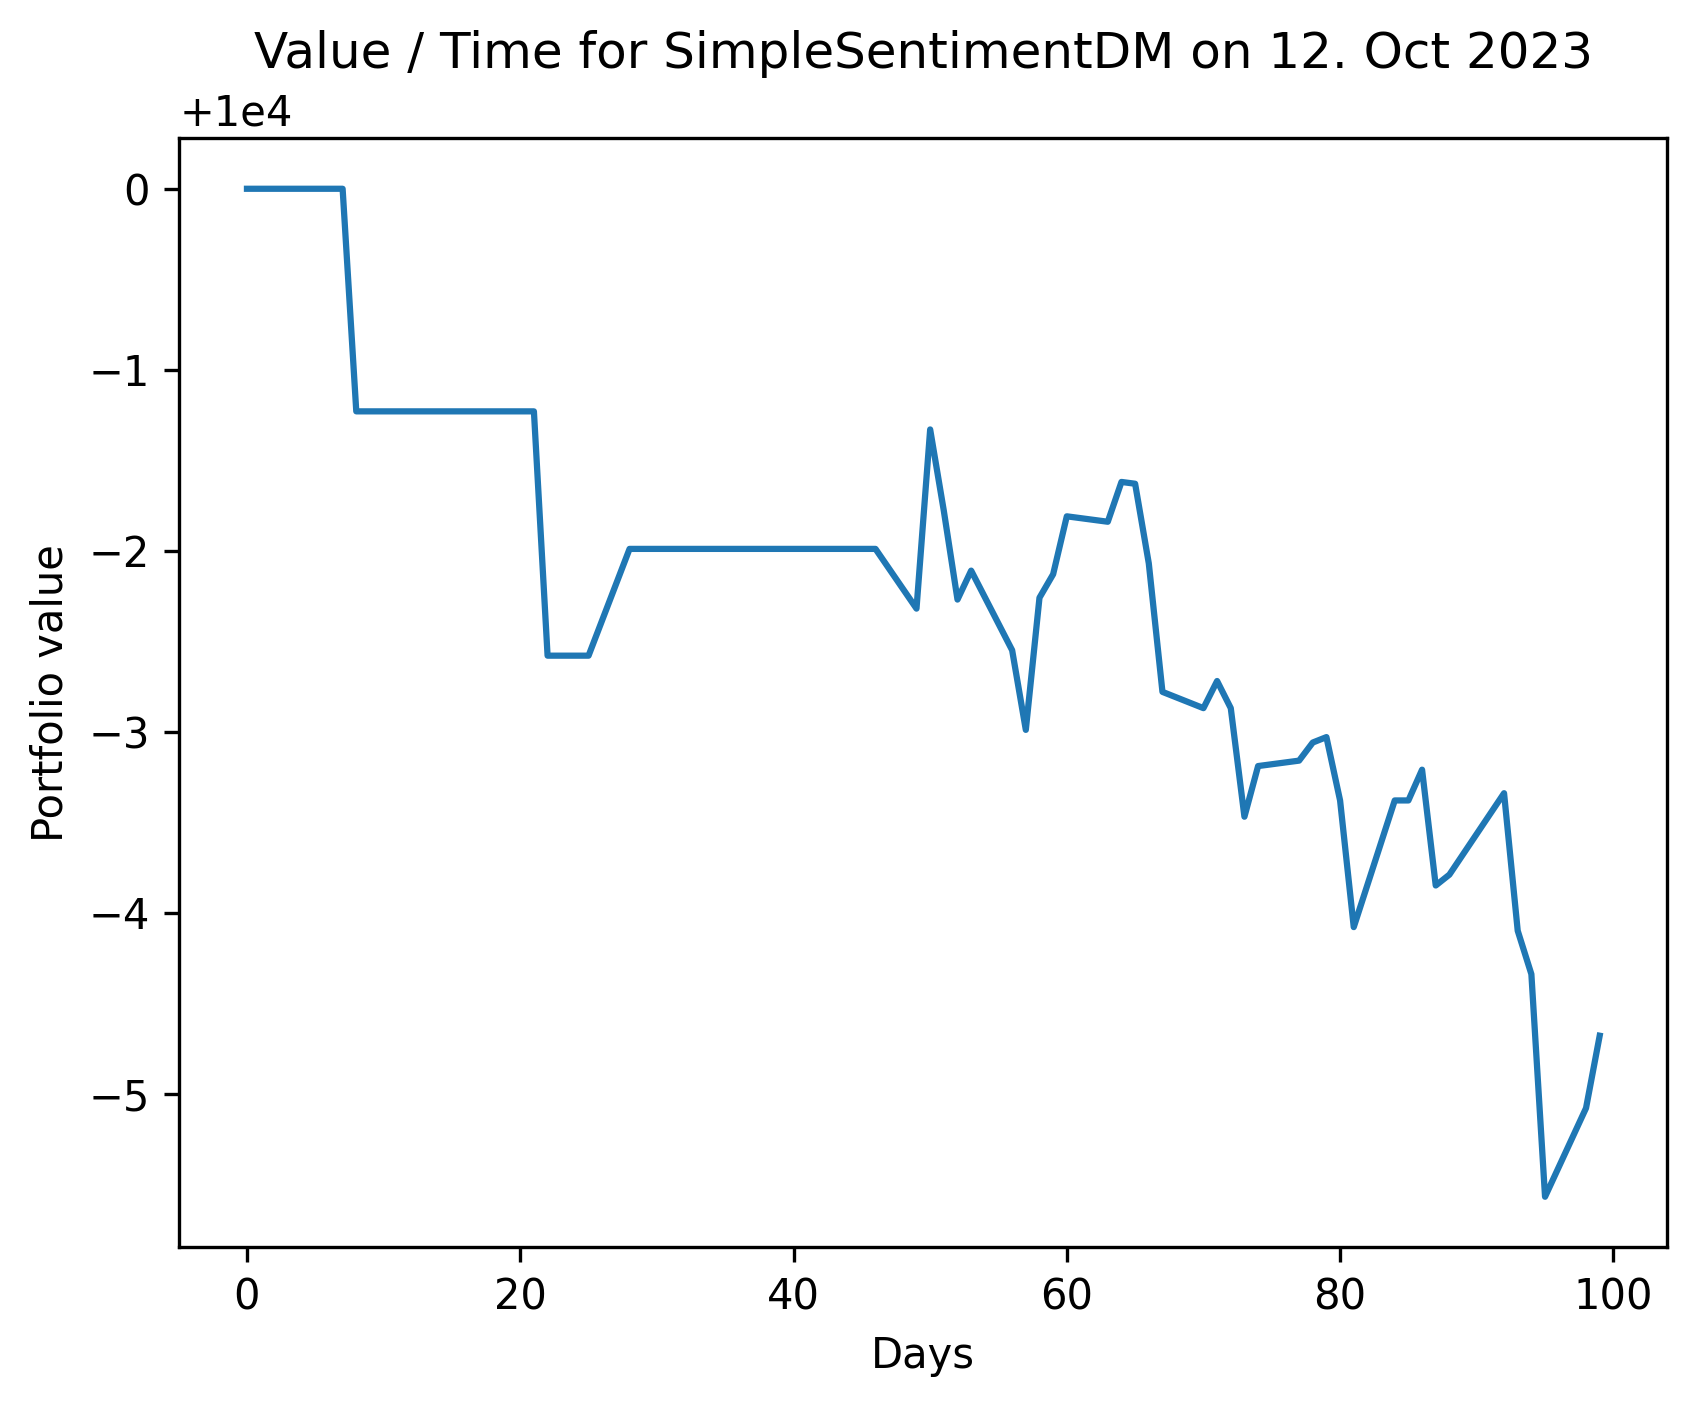 Value / Time for SimpleSentimentDM on 12. Oct 2023
+1e4
0
−1
−2
−3
−4
−5
Portfolio value
0 20 40 60 80 100
Days